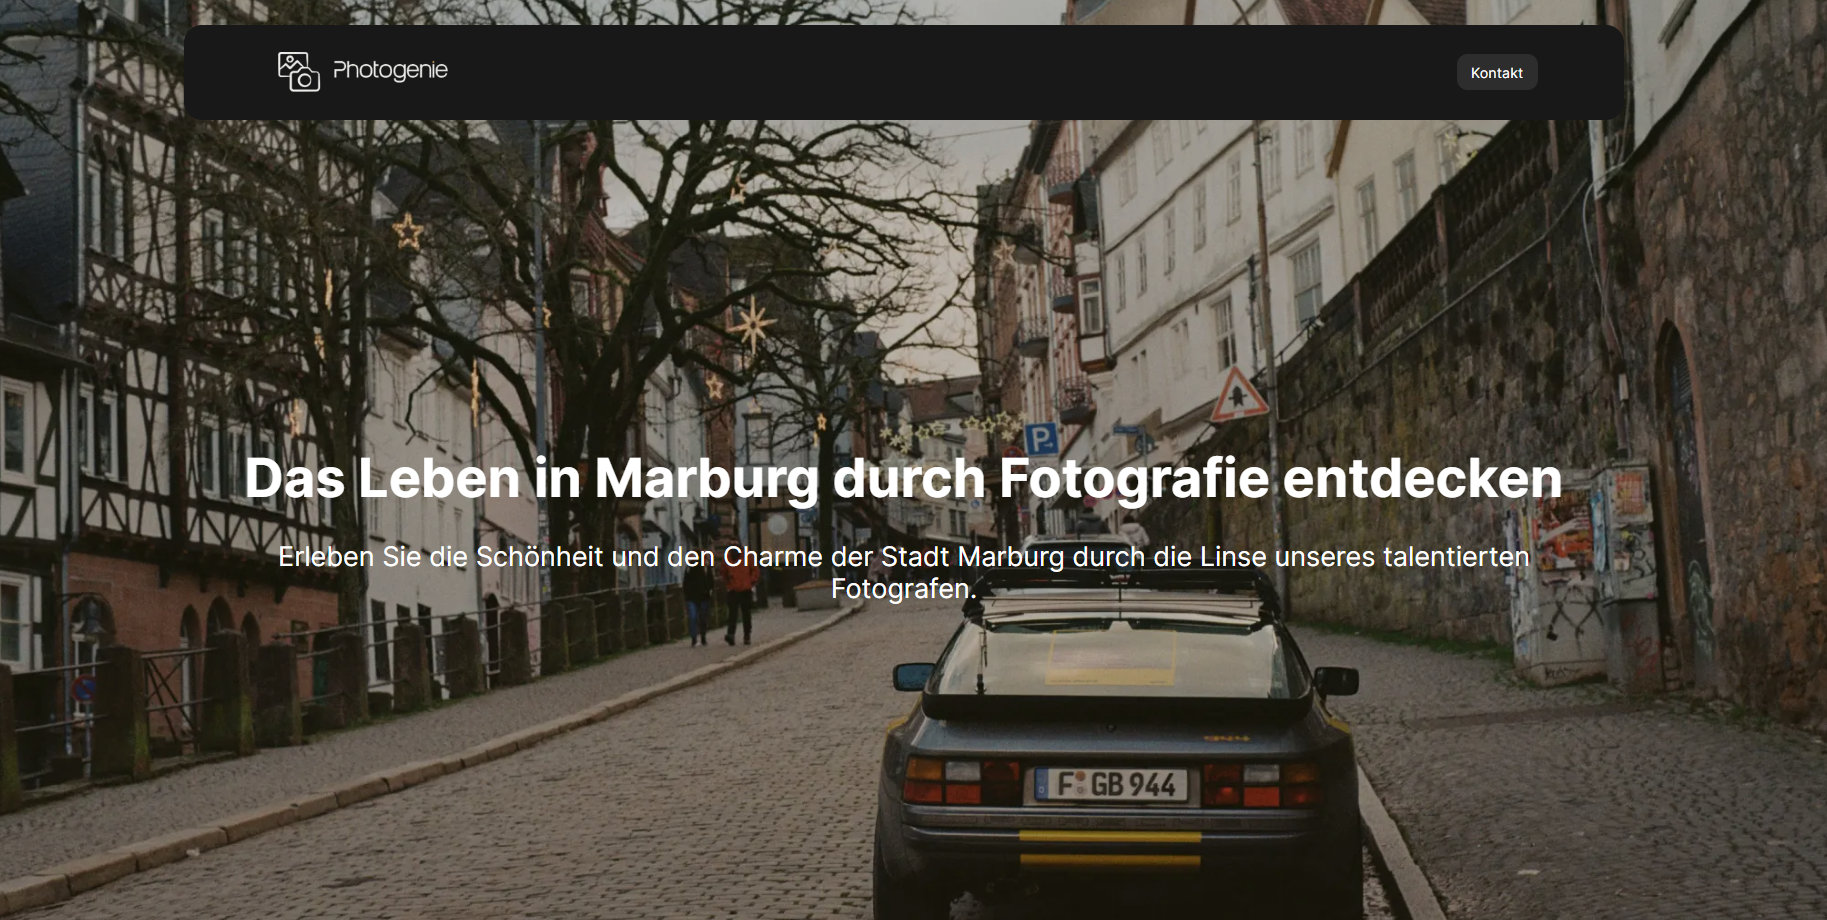 Photogenie
Kontakt
P
Das Leben in Marburg durch Fotografie entdecken
Erleben Sie die Schönheit und den Charme der Stadt Marburg durch die Linse unseres talentierten
Fotografen.
944
F GB 944